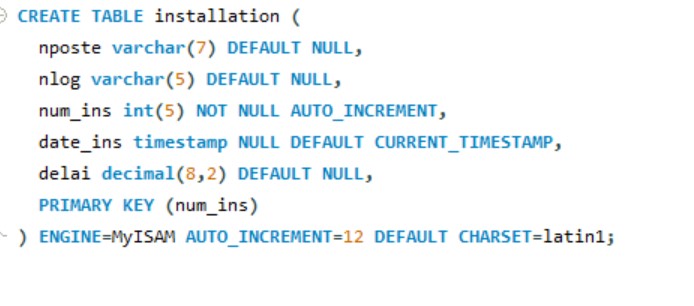 CREATE TABLE installation (
nposte varchar(7) DEFAULT NULL,
nlog varchar(5) DEFAULT NULL,
num_ins int(5) NOT NULL AUTO_INCREMENT,
date_ins timestamp NULL DEFAULT CURRENT_TIMESTAMP,
delai decimal(8,2) DEFAULT NULL,
PRIMARY KEY (num_ins)
) ENGINE=MyISAM AUTO_INCREMENT=12 DEFAULT CHARSET=latin1;